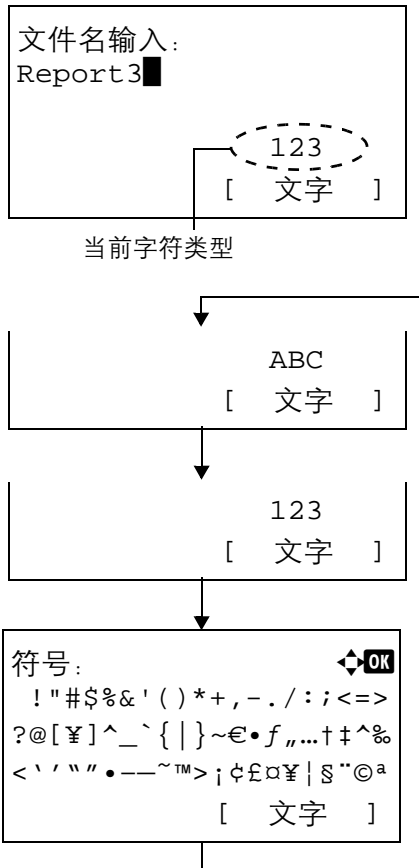 文件名输入:
Report3
123
[ 文字 ]
当前字符类型
ABC
[ 文字 ]
123
[ 文字 ]
符号: OK
!"#$%&'()*+,-./:;<=>
?@[¥]^_`{|}~€•ƒ„…†‡^‰
<‵′‶″•–—~™>¡¢£¤¥¦§¨©ª
[ 文字 ]